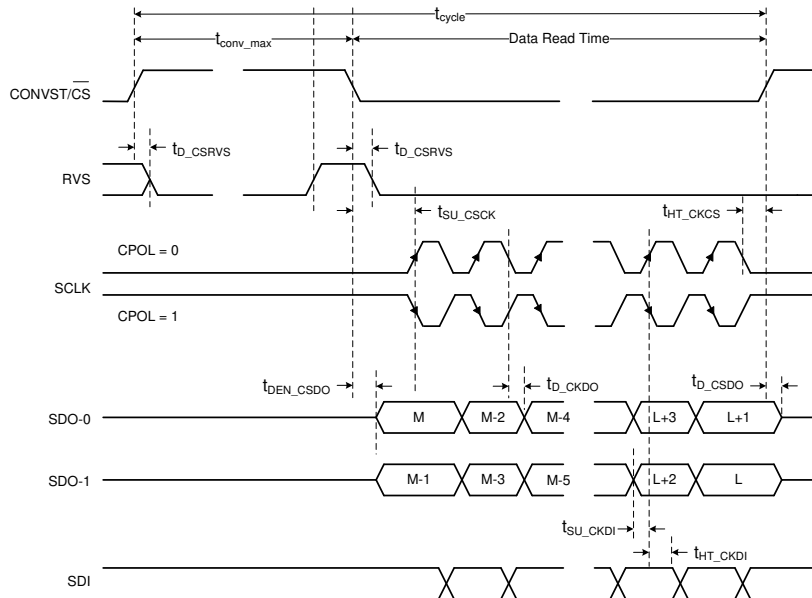 tcycle
tconv_max
Data Read Time
CONVST/CS
tD_CSRVS
tD_CSRVS
RVS
tSU_CSCK
tHT_CKCS
CPOL = 0
SCLK
CPOL = 1
tDEN_CSDO
tD_CKDO
tD_CSDO
SDO-0
M
M-2
M-4
L+3
L+1
SDO-1
M-1
M-3
M-5
L+2
L
tSU_CKDI
tHT_CKDI
SDI